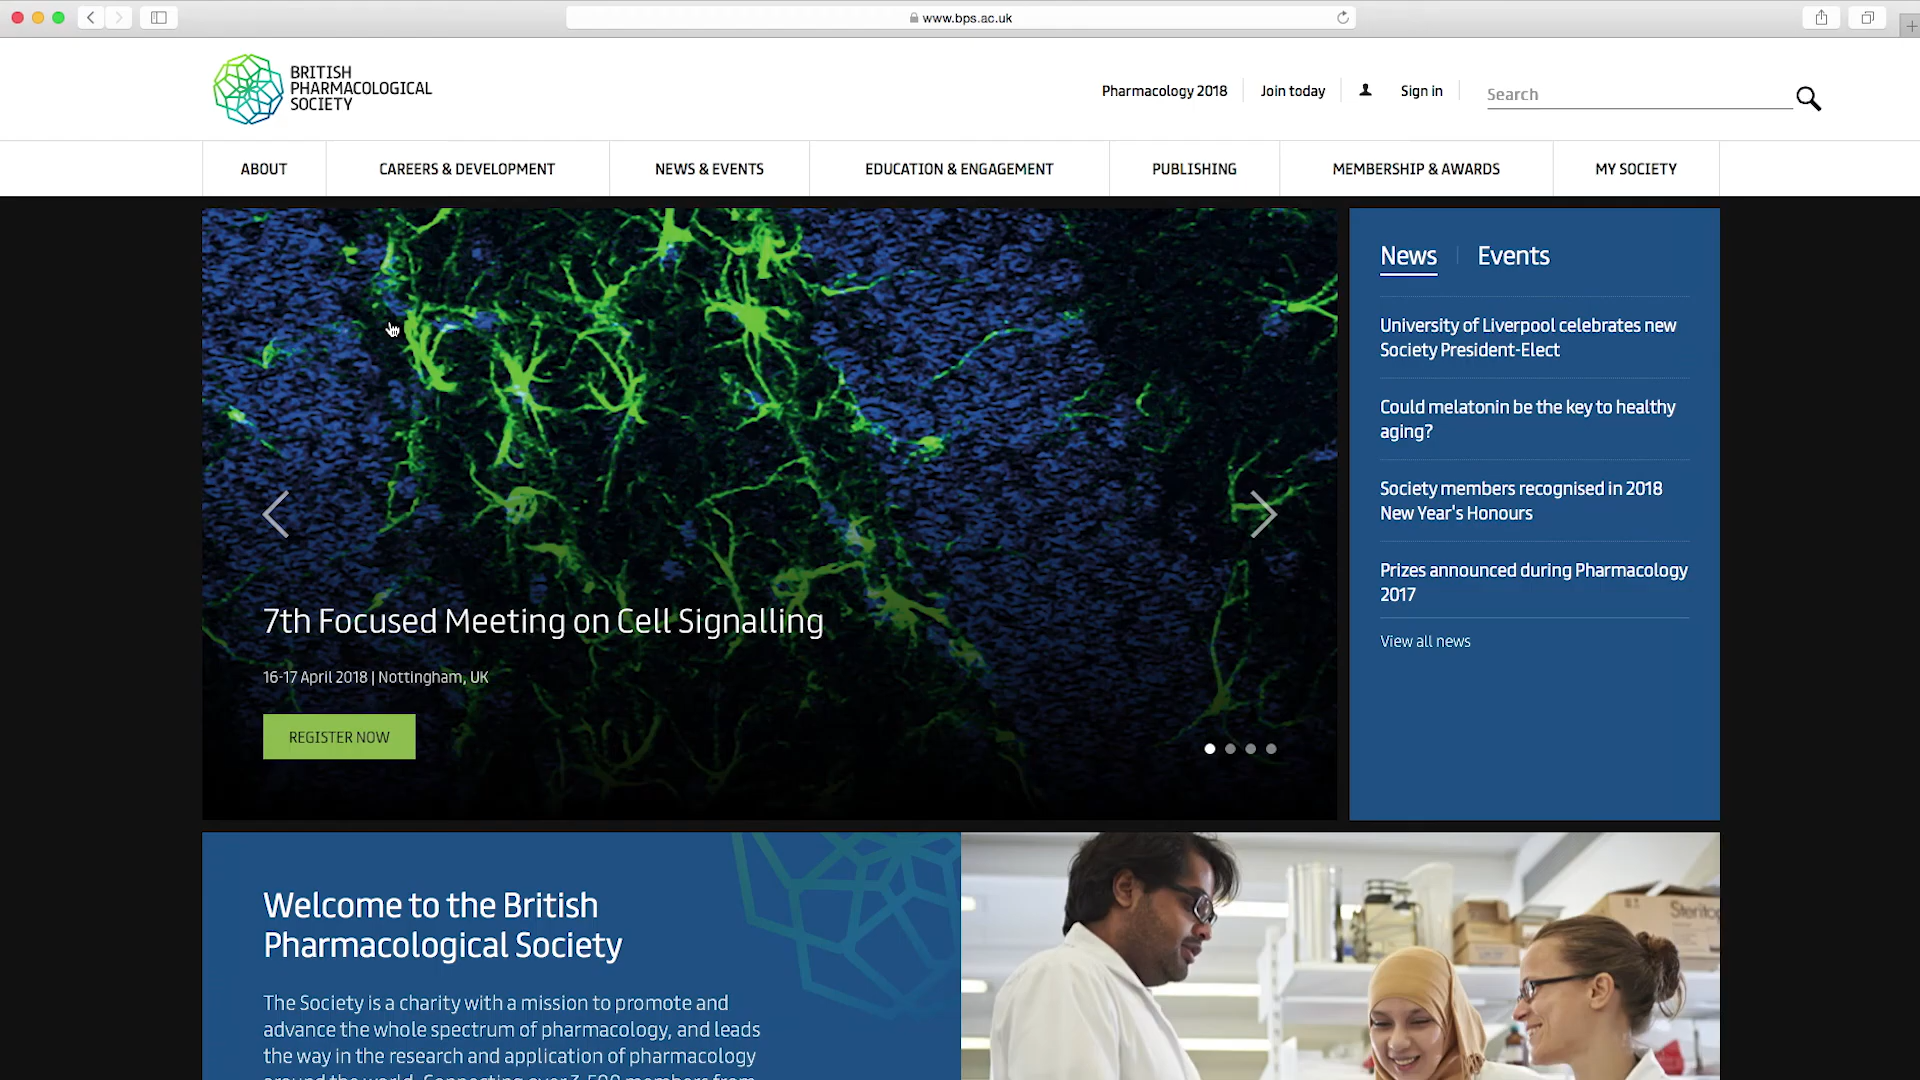 www.bps.ac.uk
BRITISH
PHARMACOLOGICAL
SOCIETY
Pharmacology 2018
Join today
Sign in
Search
ABOUT
CAREERS & DEVELOPMENT
NEWS & EVENTS
EDUCATION & ENGAGEMENT
PUBLISHING
MEMBERSHIP & AWARDS
MY SOCIETY
7th Focused Meeting on Cell Signalling
16-17 April 2018 | Nottingham, UK
REGISTER NOW
News
Events
University of Liverpool celebrates new
Society President-Elect
Could melatonin be the key to healthy
aging?
Society members recognised in 2018
New Year's Honours
Prizes announced during Pharmacology
2017
View all news
Welcome to the British
Pharmacological Society
The Society is a charity with a mission to promote and
advance the whole spectrum of pharmacology, and leads
the way in the research and application of pharmacology
around the world. Connecting over 3,500 members from